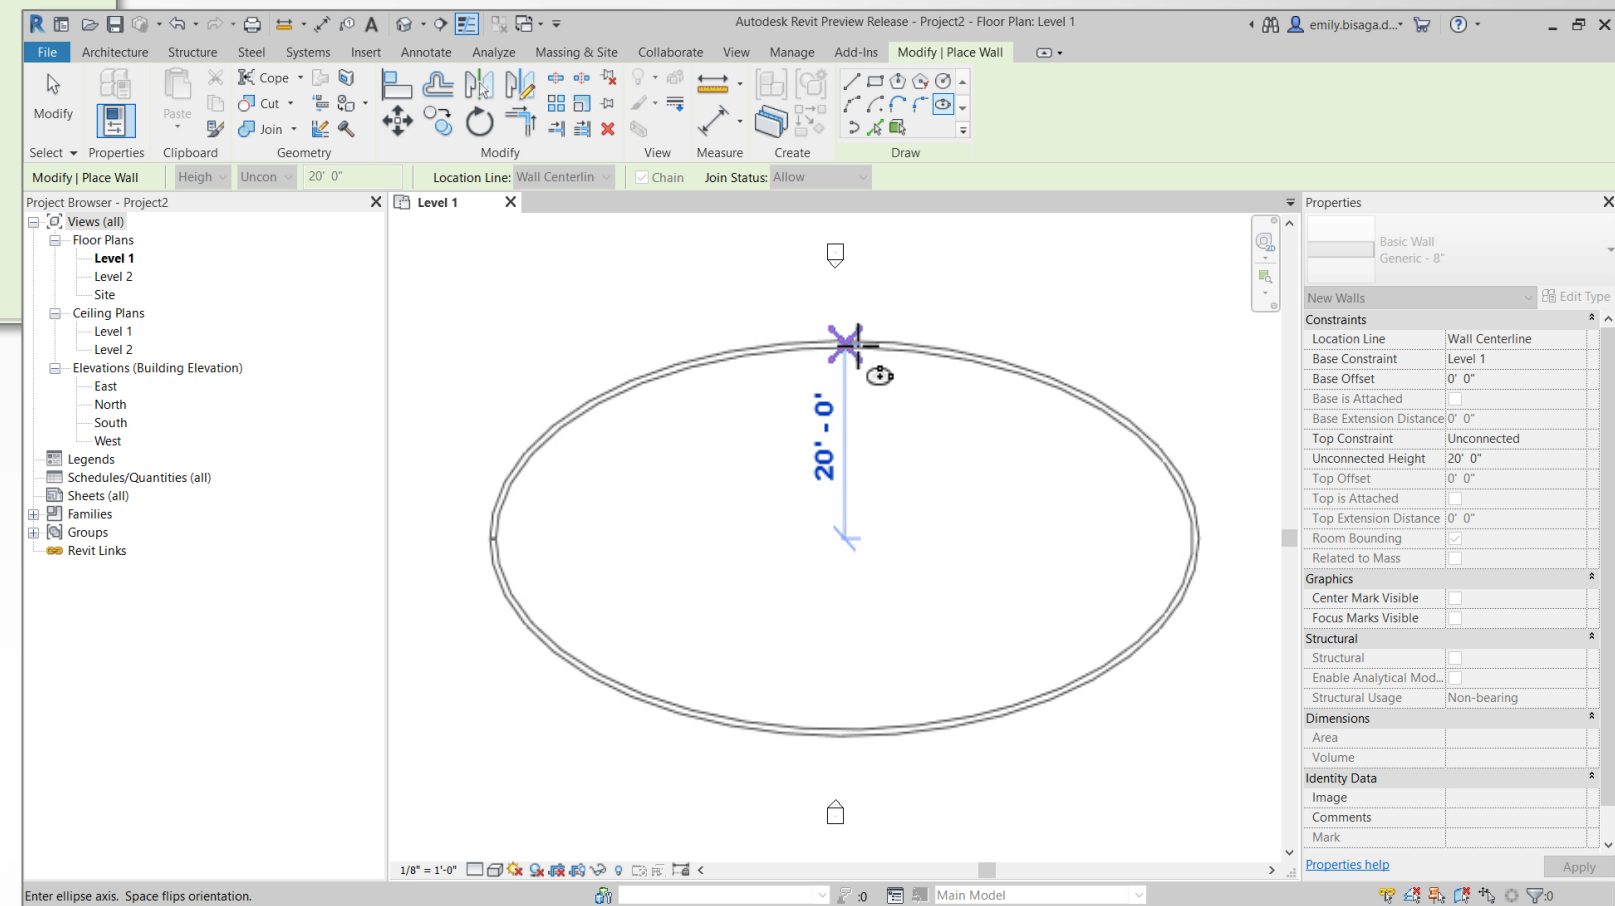 Autodesk Revit Preview Release - Project2 - Floor Plan: Level 1
emily.bisaga.d...
File Architecture Structure Steel Systems Insert Annotate Analyze Massing & Site Collaborate View Manage Add-Ins Modify | Place Wall
Modify
Paste
Cope
Cut
Join
Select Properties Clipboard Geometry Modify View Measure Create Draw
Modify | Place Wall Heigh Uncon 20' 0" Location Line: Wall Centerlin Chain Join Status: Allow
Project Browser - Project2
Views (all)
Floor Plans
Level 1
Level 2
Site
Ceiling Plans
Level 1
Level 2
Elevations (Building Elevation)
East
North
South
West
Legends
Schedules/Quantities (all)
Sheets (all)
Families
Groups
Revit Links
Level 1
2D
20' - 0'
1/8" = 1'-0"
Properties
Basic Wall
Generic - 8"
New Walls Edit Type
Constraints
Location Line Wall Centerline
Base Constraint Level 1
Base Offset 0' 0"
Base is Attached
Base Extension Distance 0' 0"
Top Constraint Unconnected
Unconnected Height 20' 0"
Top Offset 0' 0"
Top is Attached
Top Extension Distance 0' 0"
Room Bounding
Related to Mass
Graphics
Center Mark Visible
Focus Marks Visible
Structural
Structural
Enable Analytical Mod...
Structural Usage Non-bearing
Dimensions
Area
Volume
Identity Data
Image
Comments
Mark
Properties help Apply
Enter ellipse axis. Space flips orientation. :0 Main Model :0